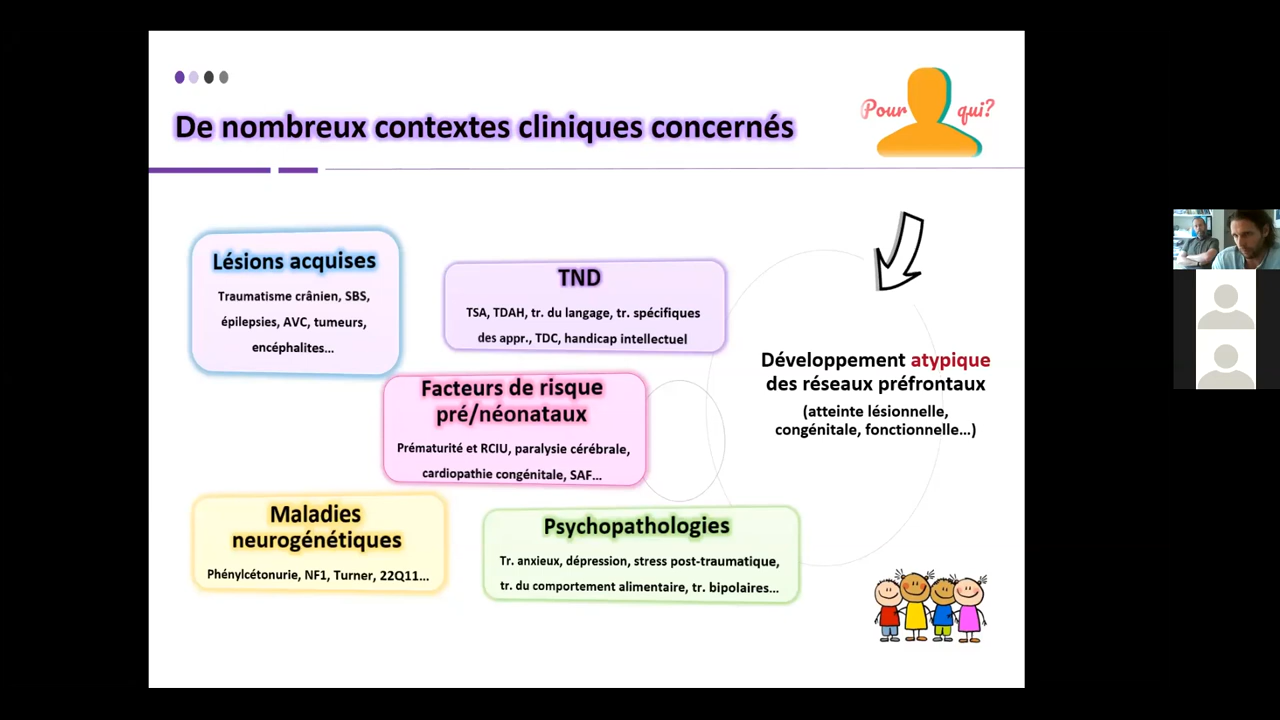 De nombreux contextes cliniques concernés
Pour qui?
Lésions acquises
Traumatisme crânien, SBS,
épilepsies, AVC, tumeurs,
encéphalites...
TND
TSA, TDAH, tr. du langage, tr. spécifiques
des appr., TDC, handicap intellectuel
Facteurs de risque
pré/néonataux
Prématurité et RCIU, paralysie cérébrale,
cardiopathie congénitale, SAF...
Développement atypique
des réseaux préfrontaux
(atteinte lésionnelle,
congénitale, fonctionnelle...)
Maladies
neurogénétiques
Phénylcétonurie, NF1, Turner, 22Q11...
Psychopathologies
Tr. anxieux, dépression, stress post-traumatique,
tr. du comportement alimentaire, tr. bipolaires...